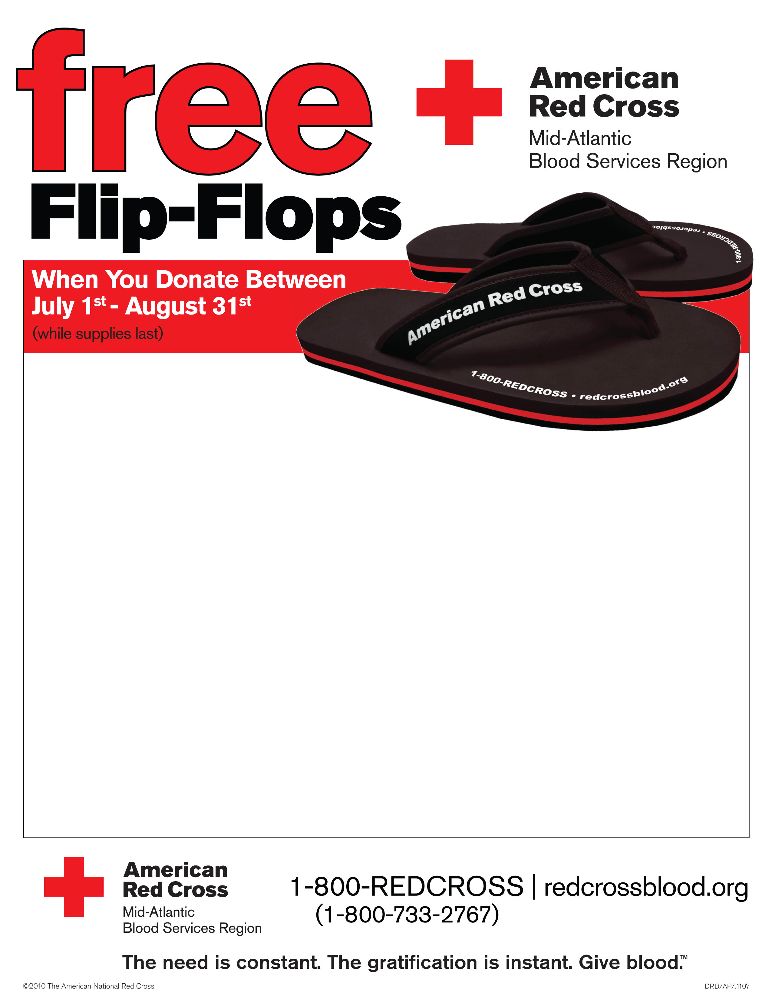 free
Flip-Flops
American
Red Cross
Mid-Atlantic
Blood Services Region
When You Donate Between
July 1st - August 31st
(while supplies last)
1-800-REDCROSS • redcrossbloo
American Red Cross
1-800-REDCROSS • redcrossblood.org
American
Red Cross
Mid-Atlantic
Blood Services Region
1-800-REDCROSS | redcrossblood.org
(1-800-733-2767)
The need is constant. The gratification is instant. Give blood.™
©2010 The American National Red Cross
DRD/AP/.1107